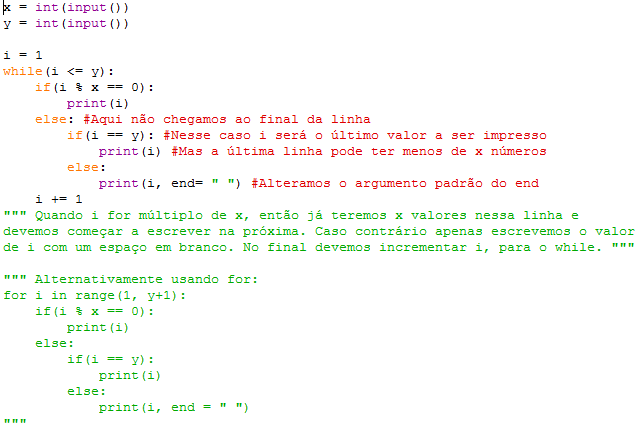 x = int(input())
y = int(input())

i = 1
while(i <= y):
    if(i % x == 0):
        print(i)
    else: #Aqui não chegamos ao final da linha
        if(i == y): #Nesse caso i será o último valor a ser impresso
            print(i) #Mas a última linha pode ter menos de x números
        else:
            print(i, end= " ") #Alteramos o argumento padrão do end
    i += 1
""" Quando i for múltiplo de x, então já teremos x valores nessa linha e
devemos começar a escrever na próxima. Caso contrário apenas escrevemos o valor
de i com um espaço em branco. No final devemos incrementar i, para o while. """

""" Alternativamente usando for:
for i in range(1, y+1):
    if(i % x == 0):
        print(i)
    else:
        if(i == y):
            print(i)
        else:
            print(i, end = " ")
"""